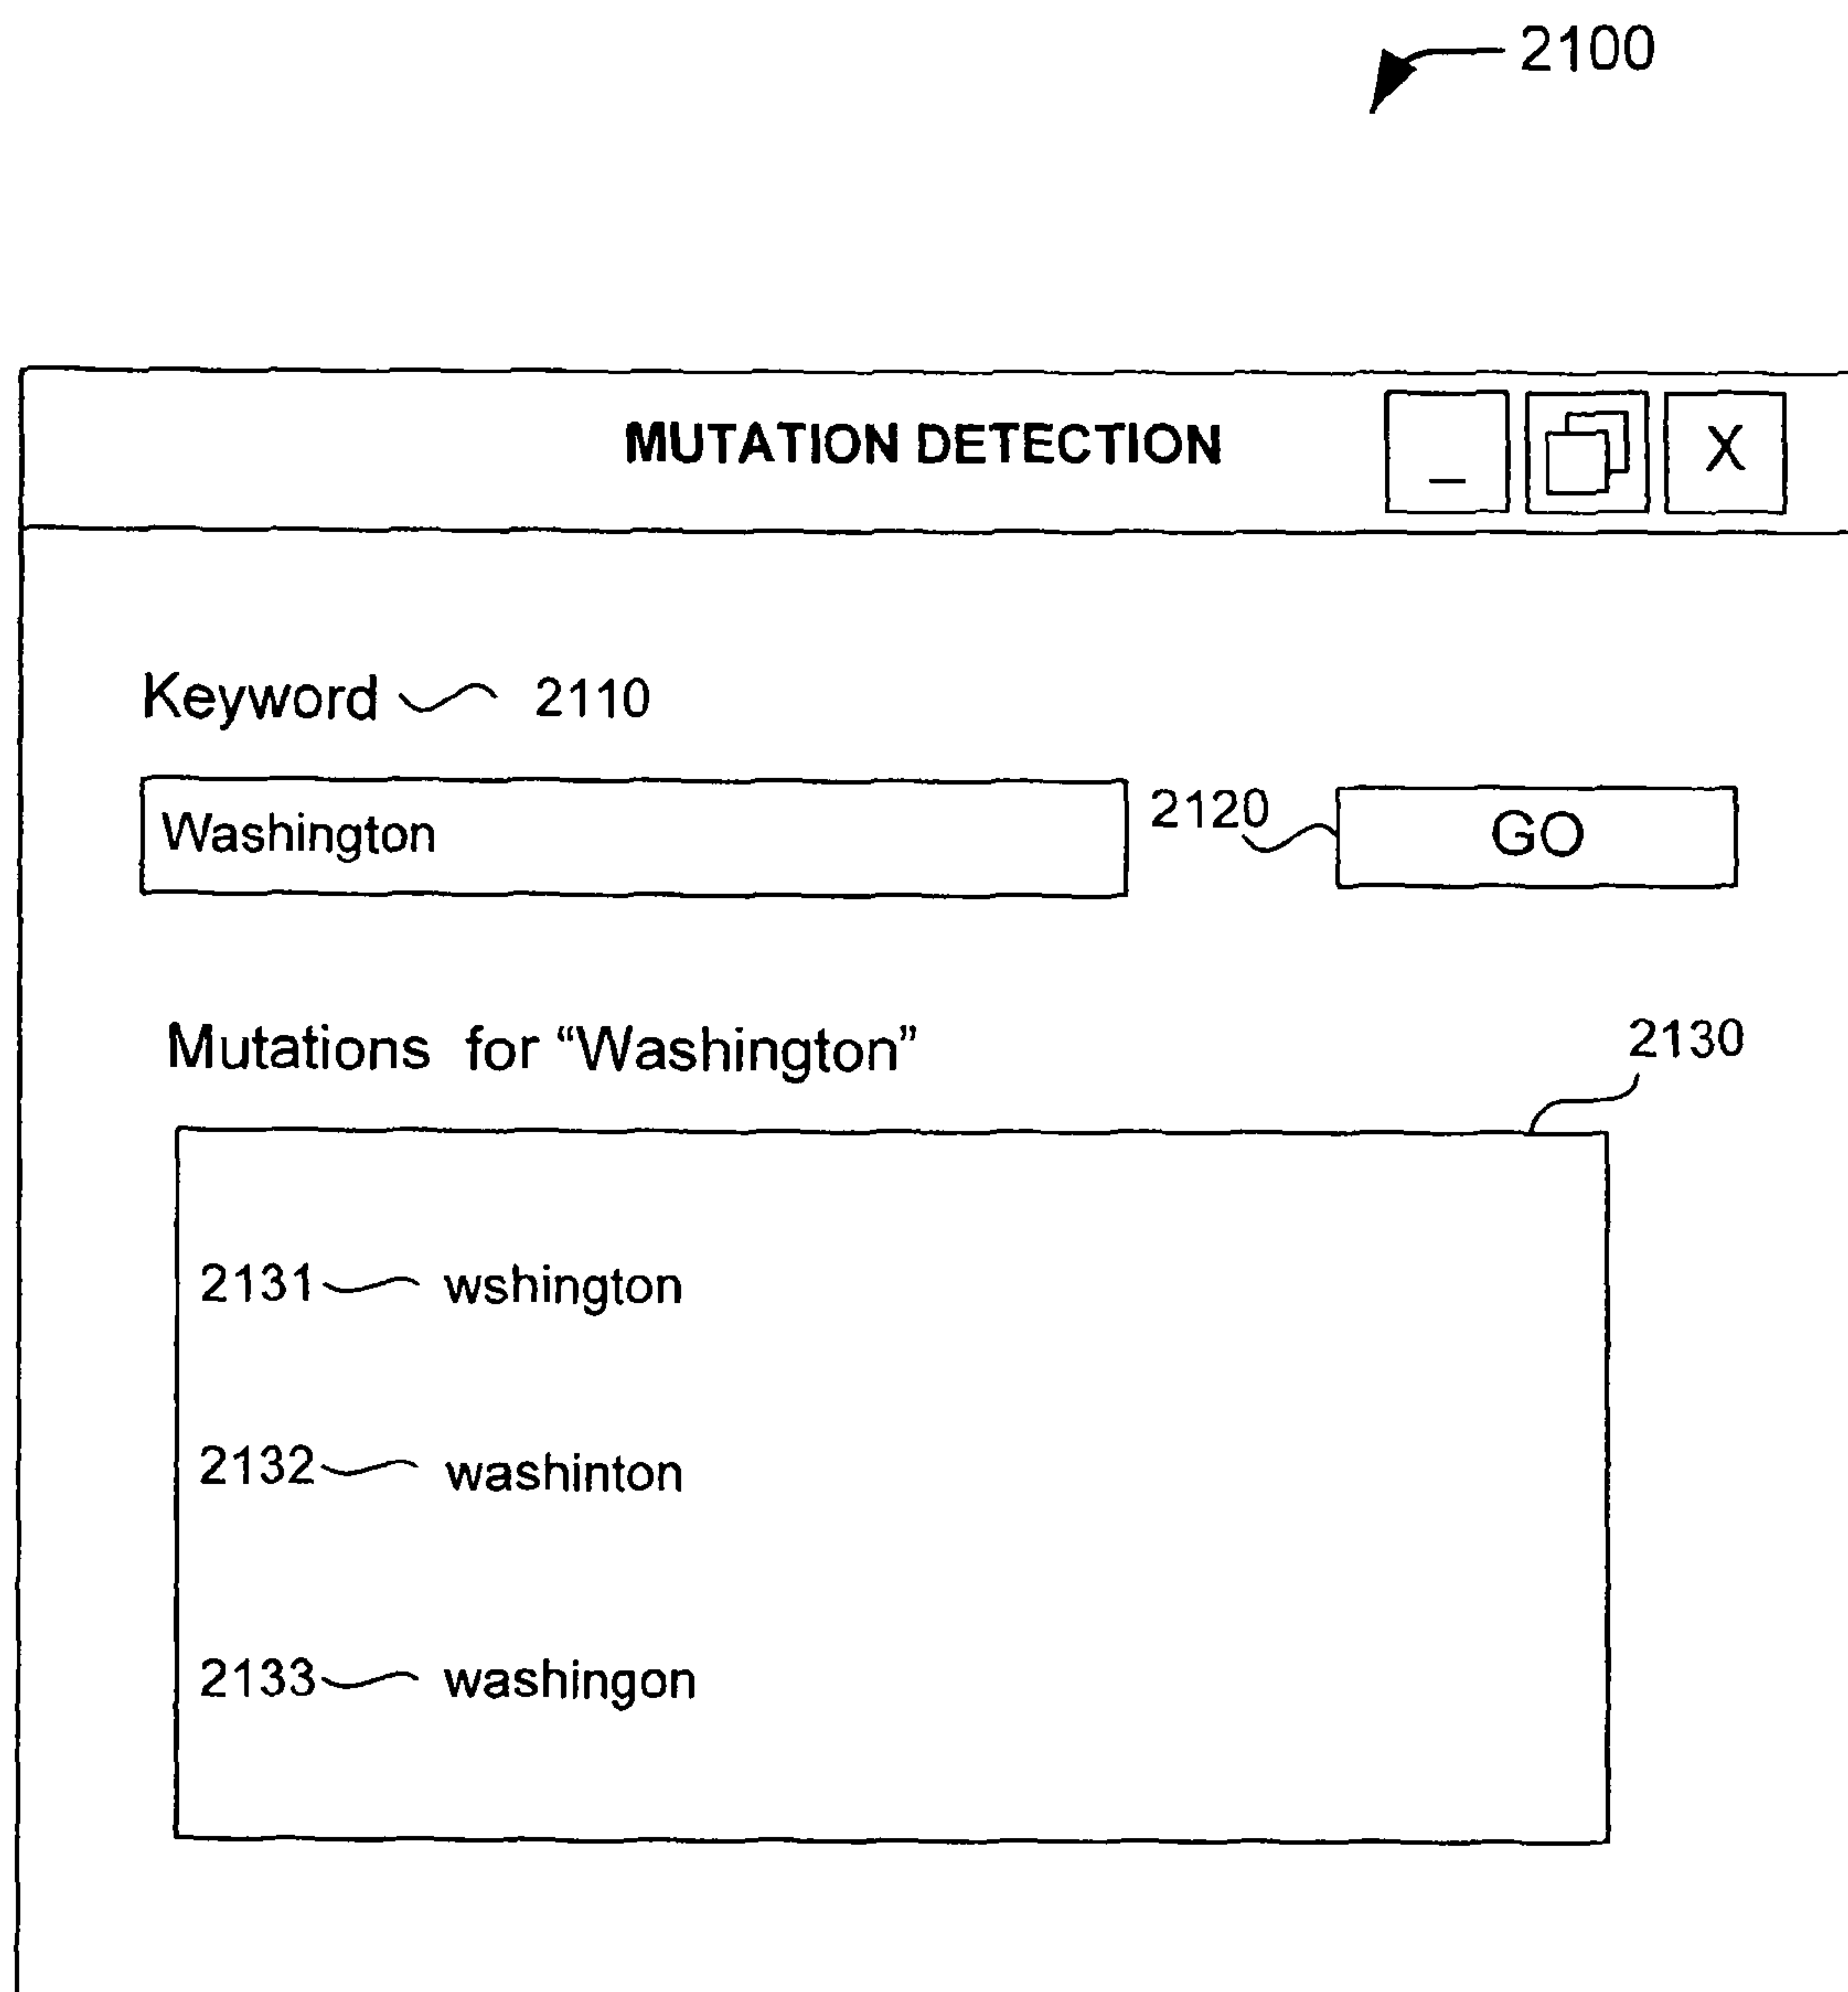 2100
MUTATION DETECTION _ X
Keyword 2110
Washington 2120 GO
Mutations for “Washington” 2130
2131 wshington
2132 washinton
2133 washingon